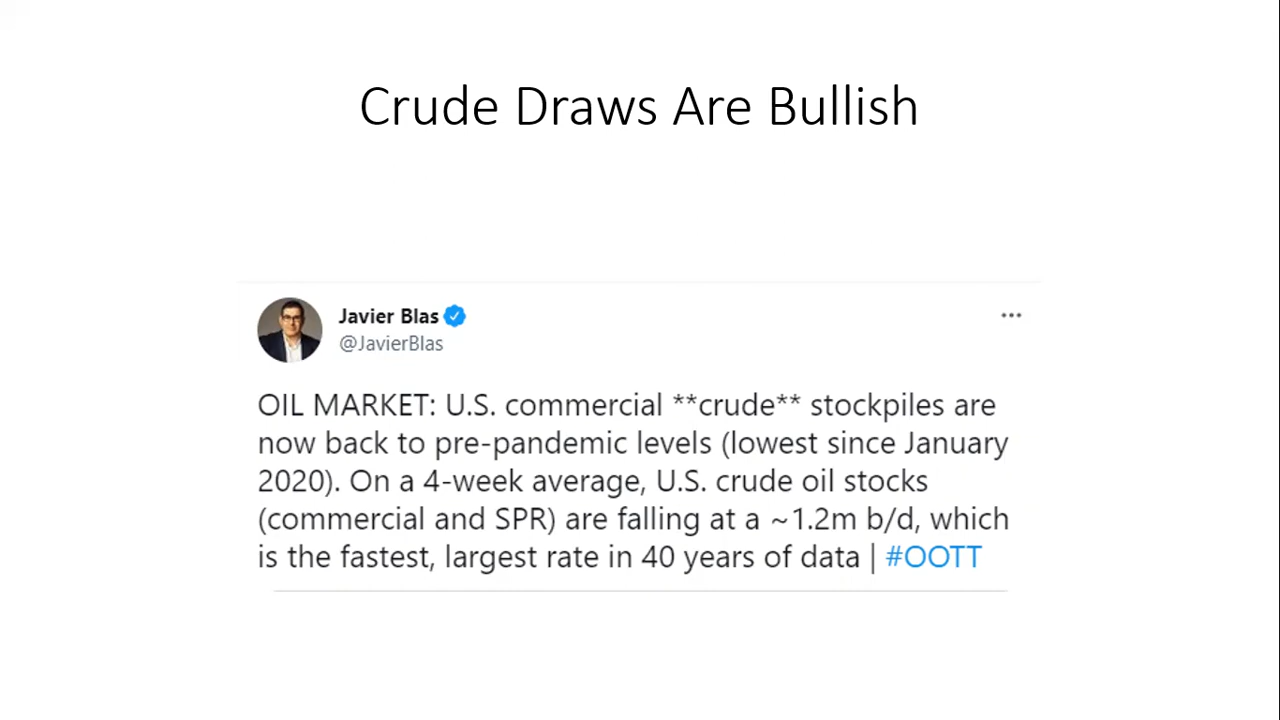 Crude Draws Are Bullish
Javier Blas
@JavierBlas
OIL MARKET: U.S. commercial **crude** stockpiles are
now back to pre-pandemic levels (lowest since January
2020). On a 4-week average, U.S. crude oil stocks
(commercial and SPR) are falling at a ~1.2m b/d, which
is the fastest, largest rate in 40 years of data | #OOTT